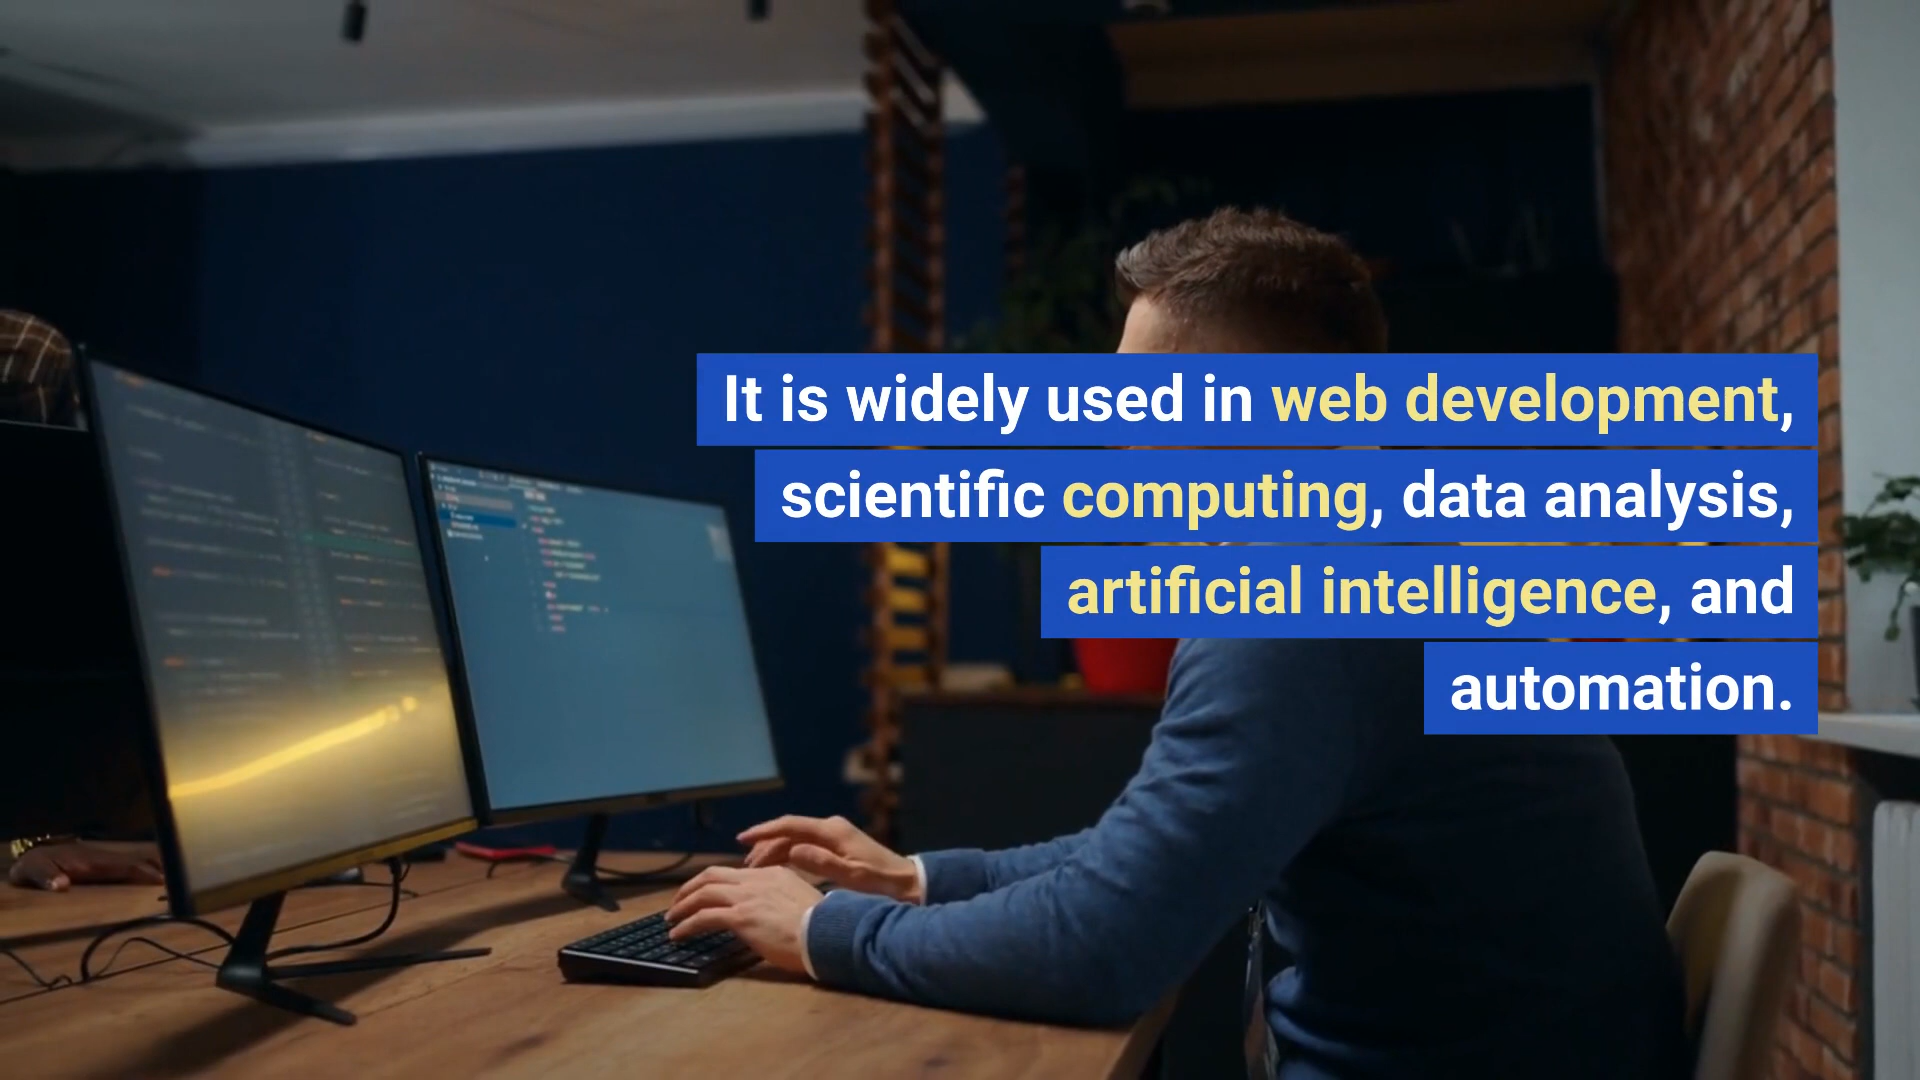 It is widely used in web development,
scientific computing, data analysis,
artificial intelligence, and
automation.